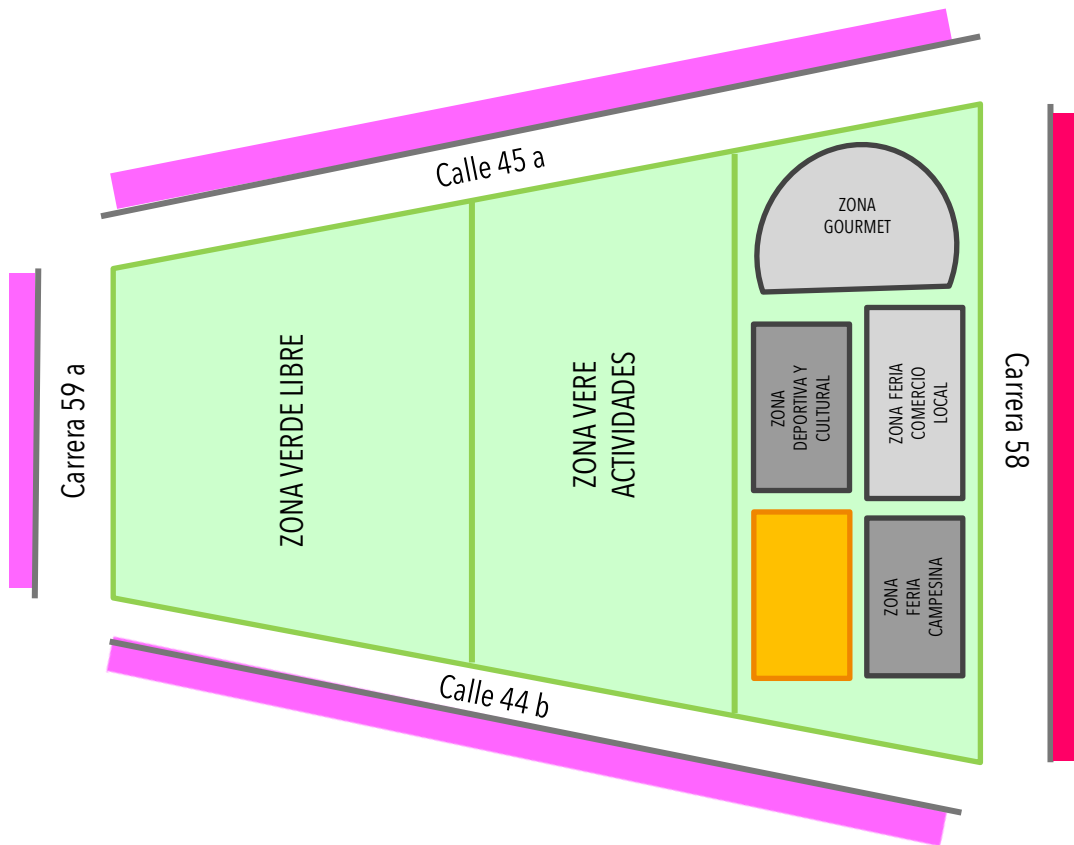 Calle 45 a
ZONA
GOURMET
Carrera 59 a
ZONA VERDE LIBRE
ZONA VERE
ACTIVIDADES
ZONA
DEPORTIVA Y
CULTURAL
ZONA FERIA
COMERCIO
LOCAL
Carrera 58
ZONA
FERIA
CAMPESINA
Calle 44 b